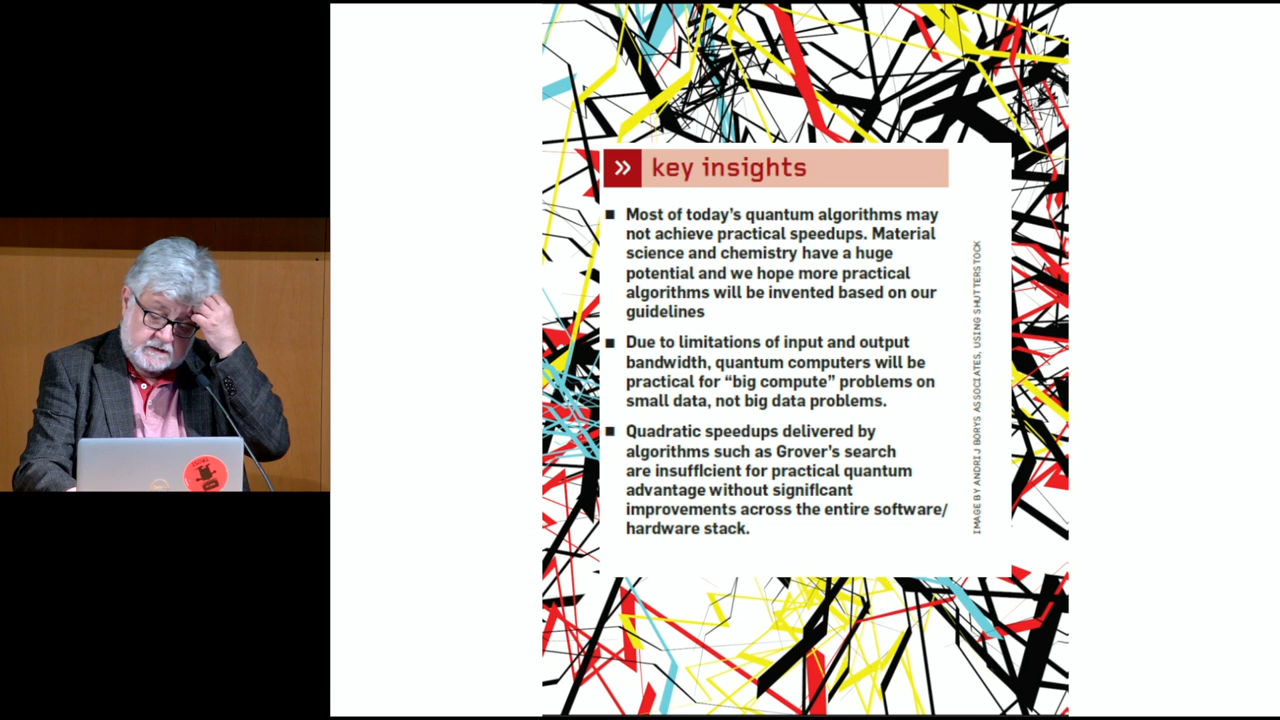 » key insights
■ Most of today's quantum algorithms may
not achieve practical speedups. Material
science and chemistry have a huge
potential and we hope more practical
algorithms will be invented based on our
guidelines
■ Due to limitations of input and output
bandwidth, quantum computers will be
practical for “big compute” problems on
small data, not big data problems.
■ Quadratic speedups delivered by
algorithms such as Grover's search
are insufficient for practical quantum
advantage without significant
improvements across the entire software/
hardware stack.
IMAGE BY ANDRIJ BORYS ASSOCIATES, USING SHUTTERSTOCK